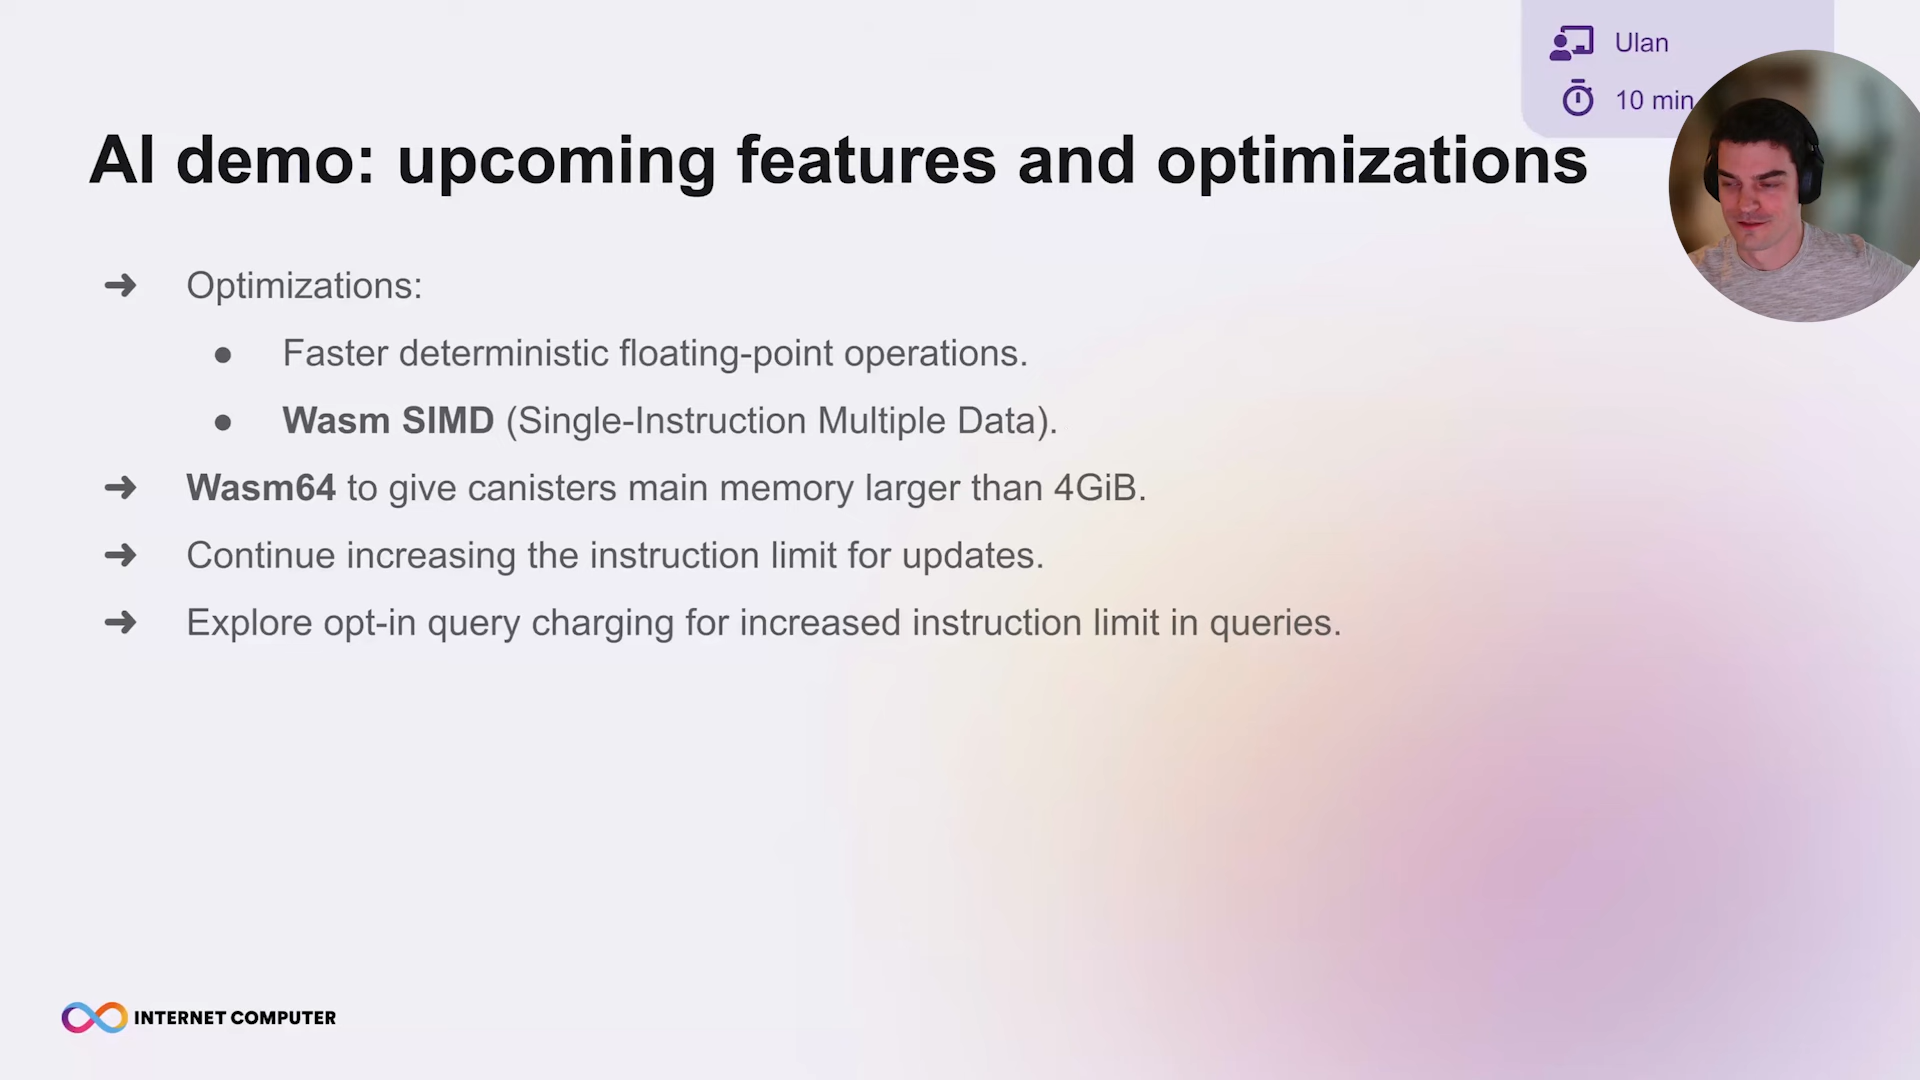 Ulan
10 min
AI demo: upcoming features and optimizations
➜ Optimizations:
● Faster deterministic floating-point operations.
● Wasm SIMD (Single-Instruction Multiple Data).
➜ Wasm64 to give canisters main memory larger than 4GiB.
➜ Continue increasing the instruction limit for updates.
➜ Explore opt-in query charging for increased instruction limit in queries.
INTERNET COMPUTER